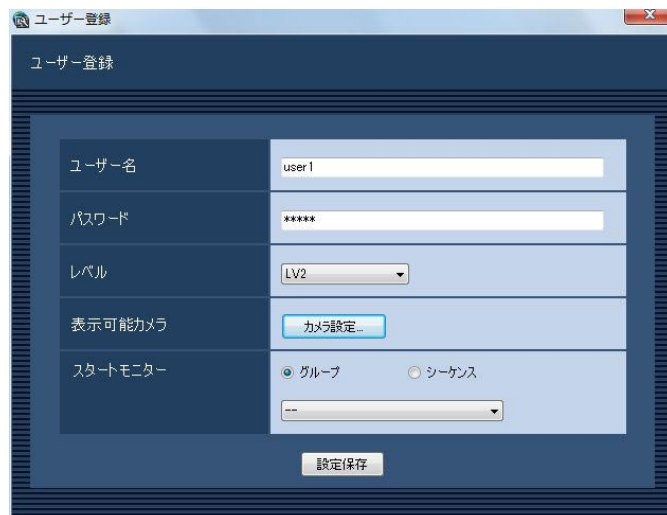 ユーザー登録
ユーザー登録
ユーザー名
user1
パスワード
*****
レベル
LV2
表示可能カメラ
カメラ設定...
スタートモニター
グループ
シーケンス
--
設定保存